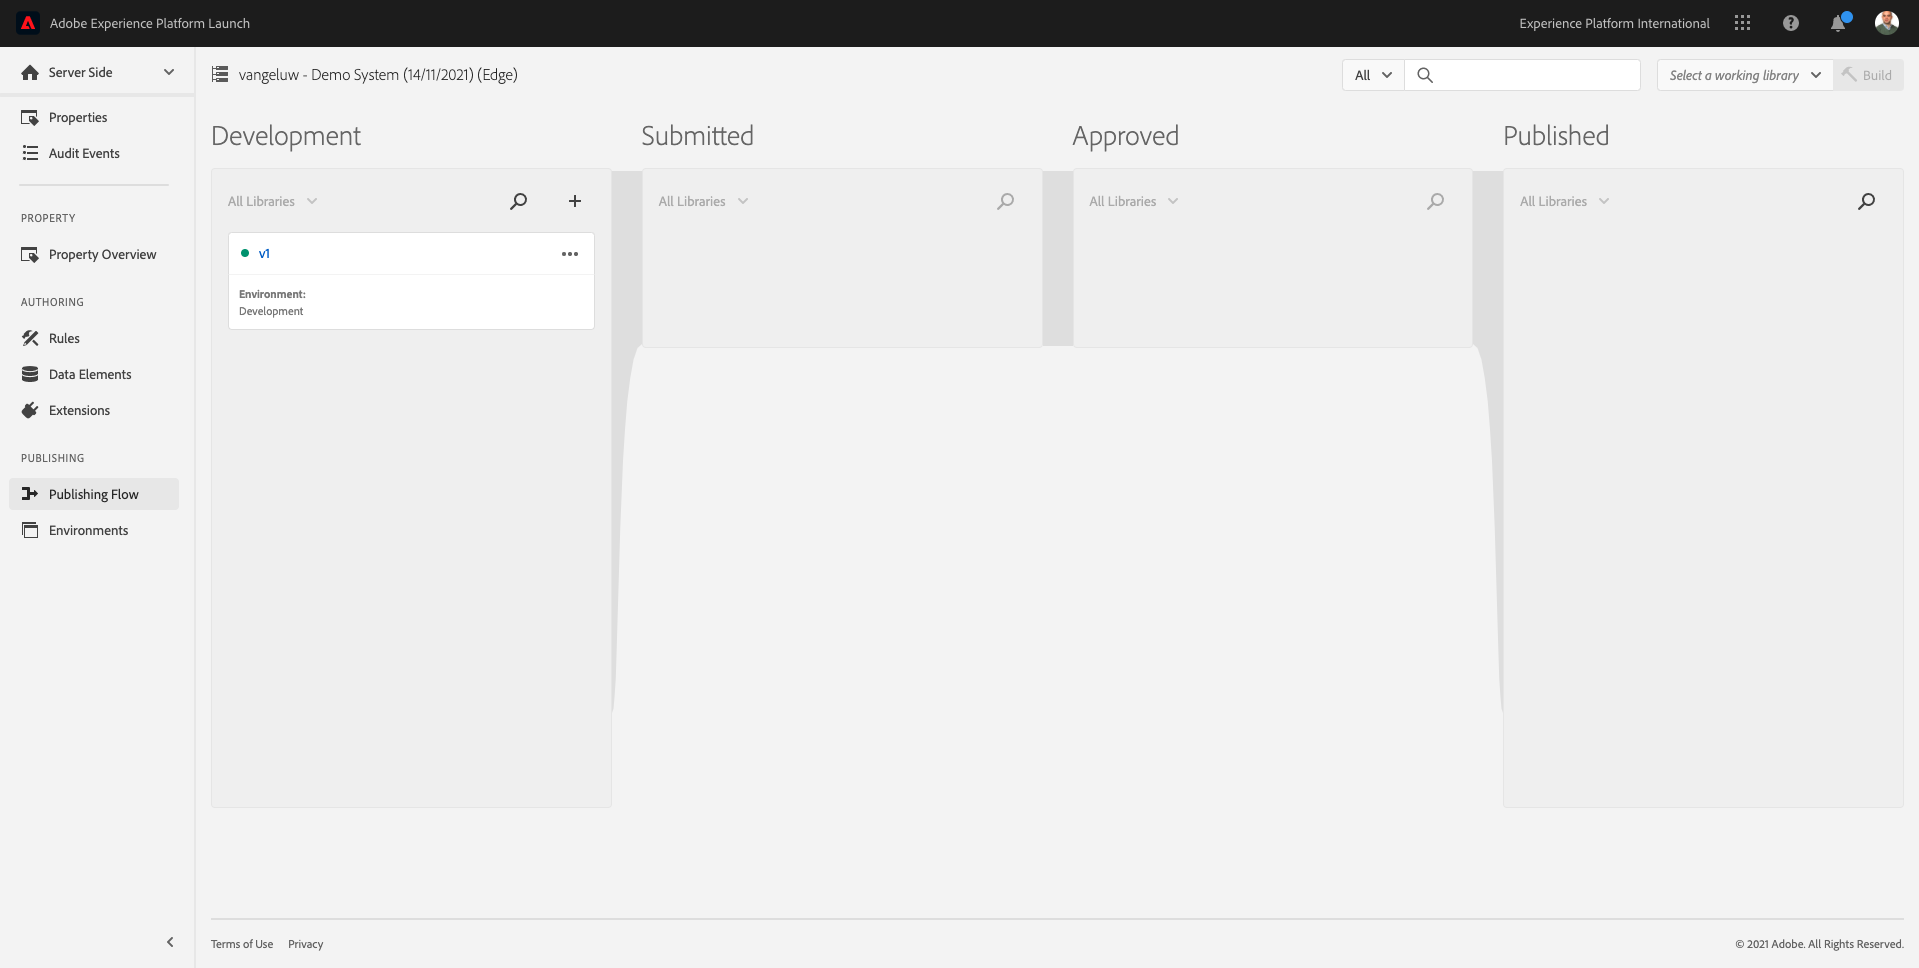 Adobe Experience Platform Launch
Experience Platform International
Server Side
vangeluw - Demo System (14/11/2021) (Edge)
All
Select a working library
Build
Properties
Audit Events
PROPERTY
Property Overview
AUTHORING
Rules
Data Elements
Extensions
PUBLISHING
Publishing Flow
Environments
Development
Submitted
Approved
Published
All Libraries
All Libraries
All Libraries
All Libraries
v1
Environment:
Development
Terms of Use
Privacy
© 2021 Adobe. All Rights Reserved.